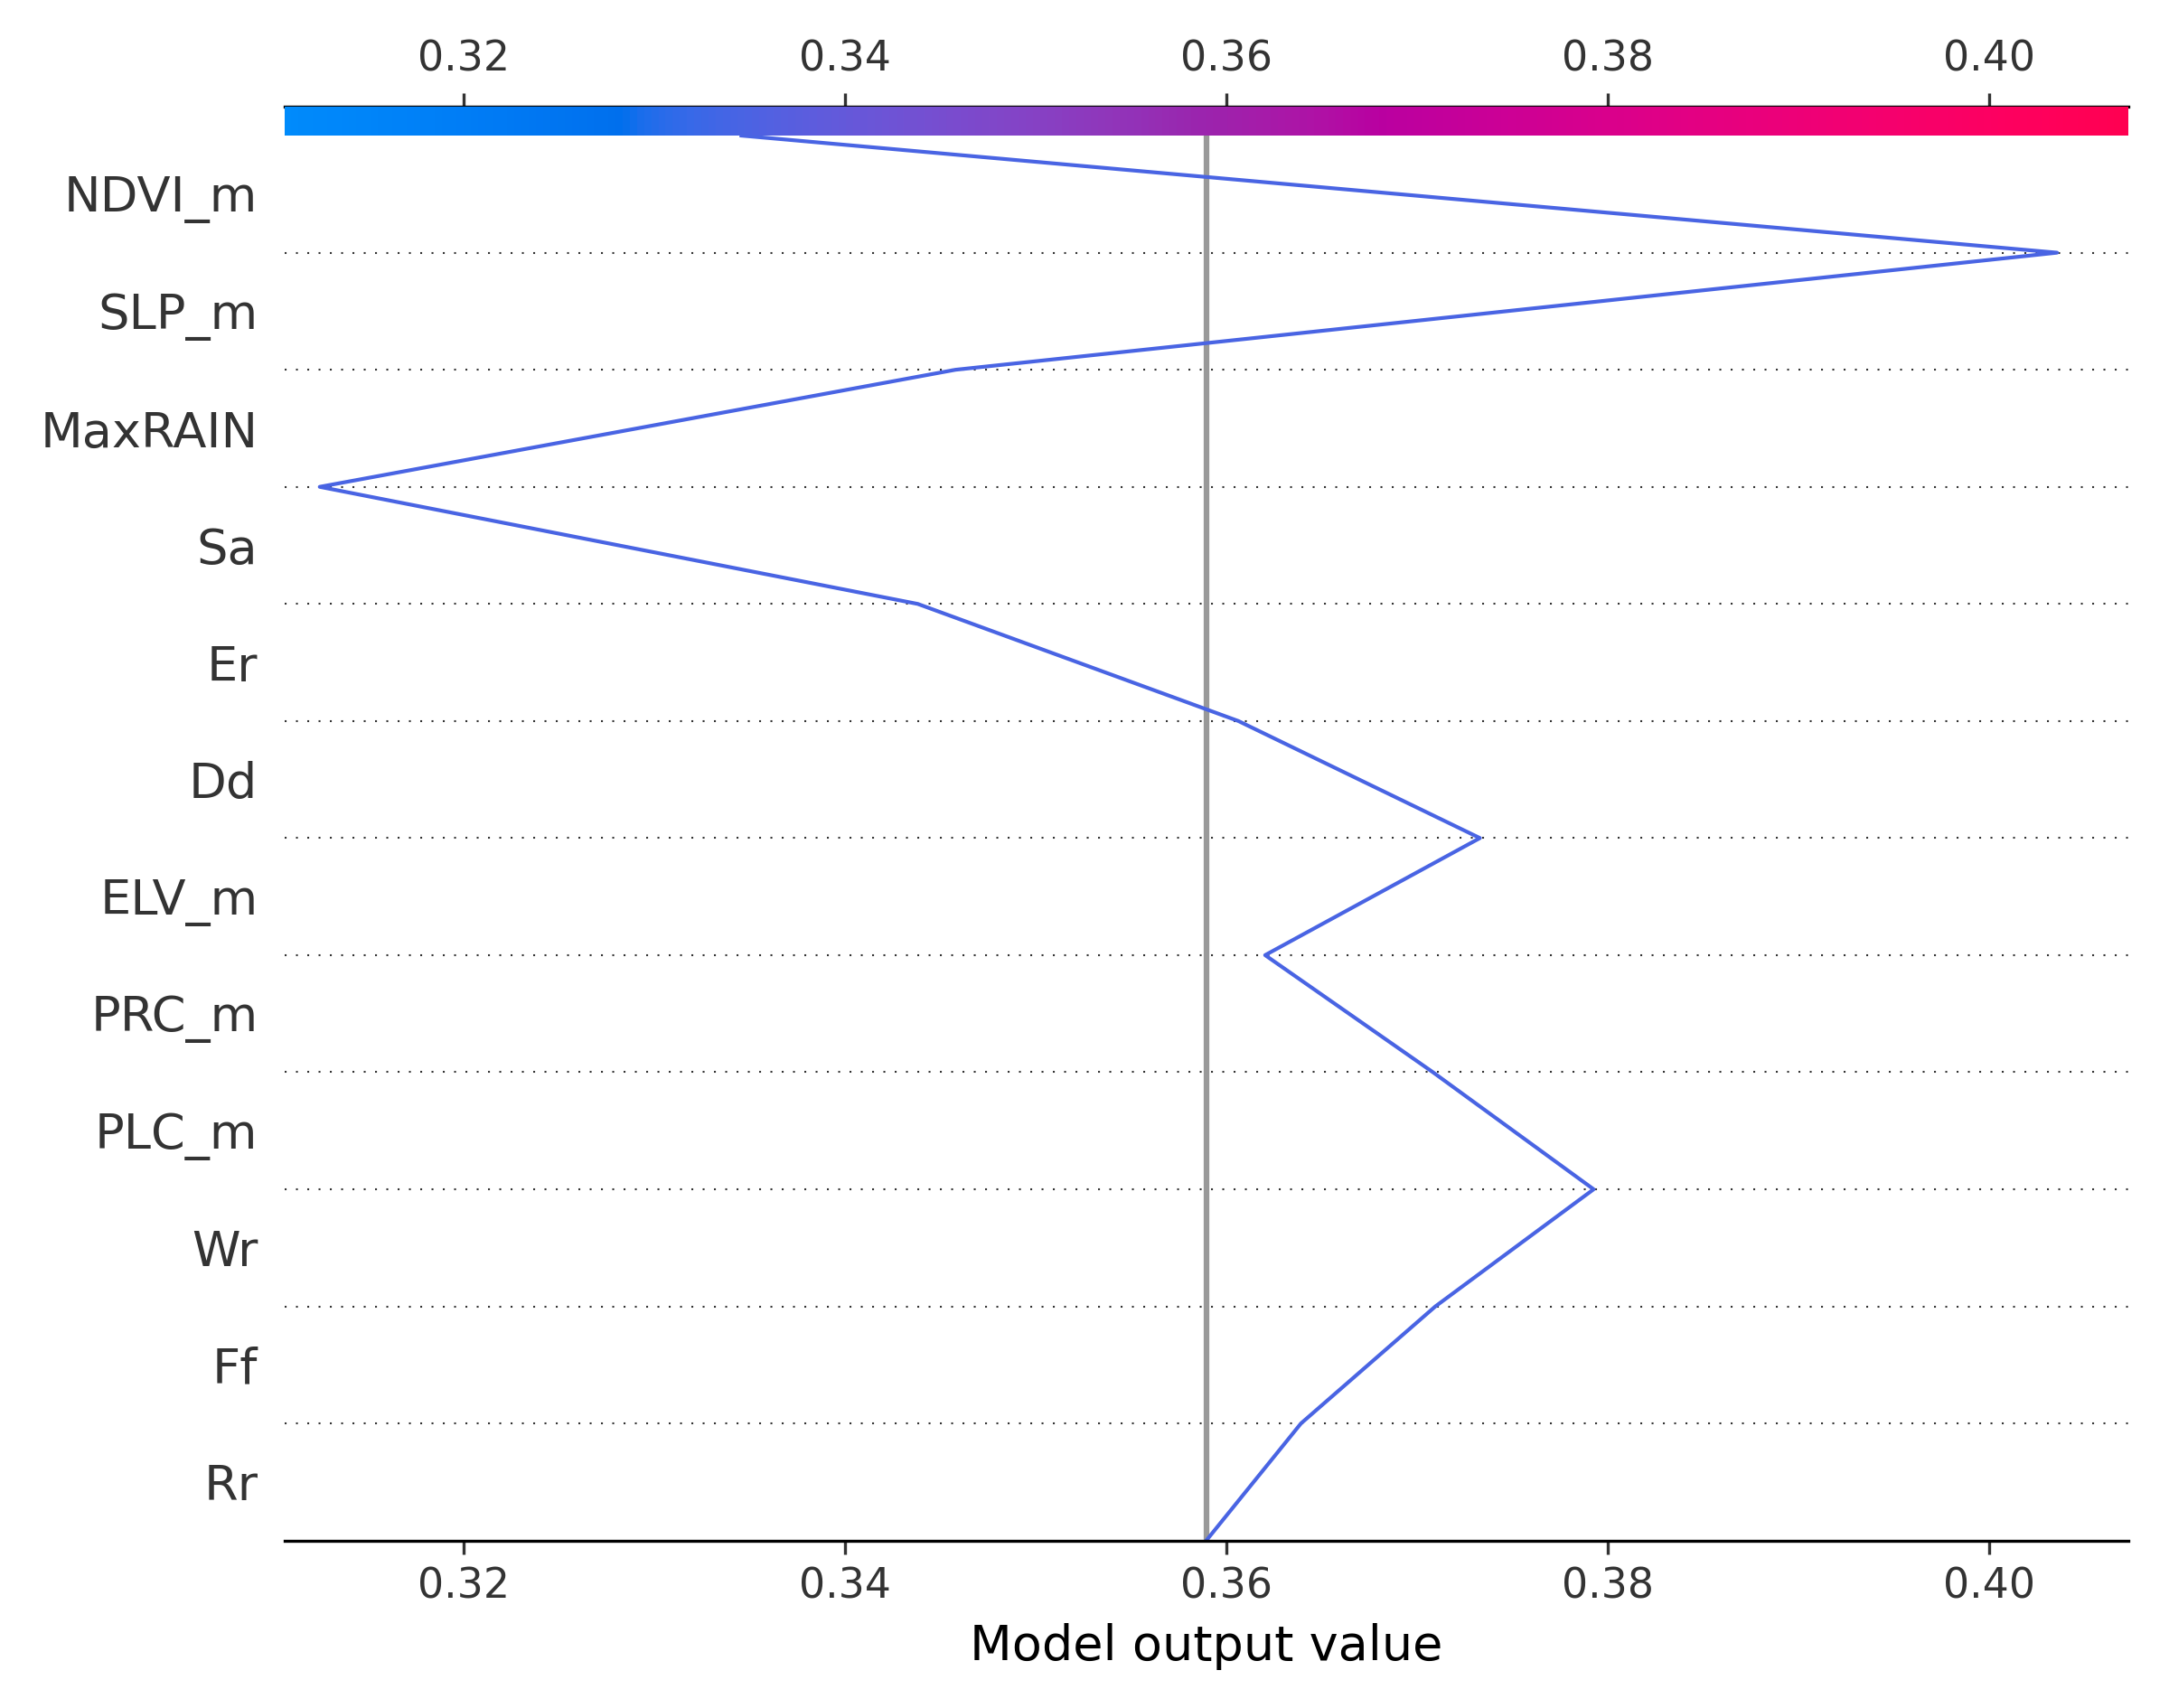 0.32 0.34 0.36 0.38 0.40
NDVI_m
SLP_m
MaxRAIN
Sa
Er
Dd
ELV_m
PRC_m
PLC_m
Wr
Ff
Rr
0.32 0.34 0.36 0.38 0.40
Model output value